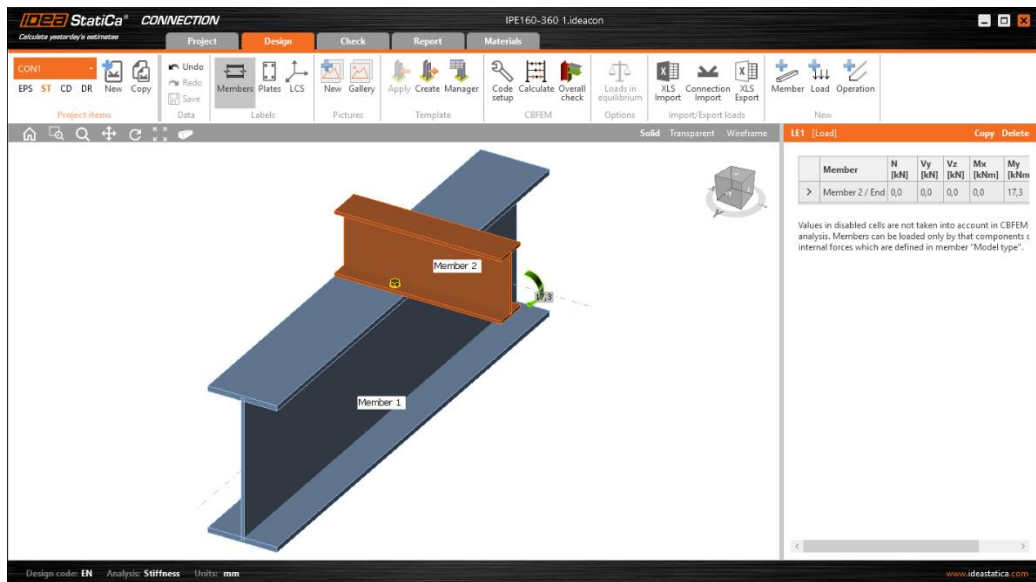 IDEA StatiCa® CONNECTION
Calculate yesterday's estimates
IPE160-360 1.ideacon
Project Design Check Report Materials
CON1
EPS ST CD DR
New Copy
Undo
Redo
Save
Members Plates LCS
New Gallery
Apply Create Manager
Code setup
Calculate
Overall check
Loads in equilibrium
XLS Import
Connection Import
XLS Export
Member Load Operation
Project items Data Labels Pictures Template CBFEM Options Import/Export loads New
Solid Transparent Wireframe
LE1 [Load] Copy Delete
Member N [kN] Vy [kN] Vz [kN] Mx [kNm] My [kNm
> Member 2 / End 0,0 0,0 0,0 0,0 17,3
Values in disabled cells are not taken into account in CBFEM
analysis. Members can be loaded only by that components c
internal forces which are defined in member "Model type".
Member 2
17,3
Member 1
Design code: EN Analysis: Stiffness Units: mm
www.ideastatica.com